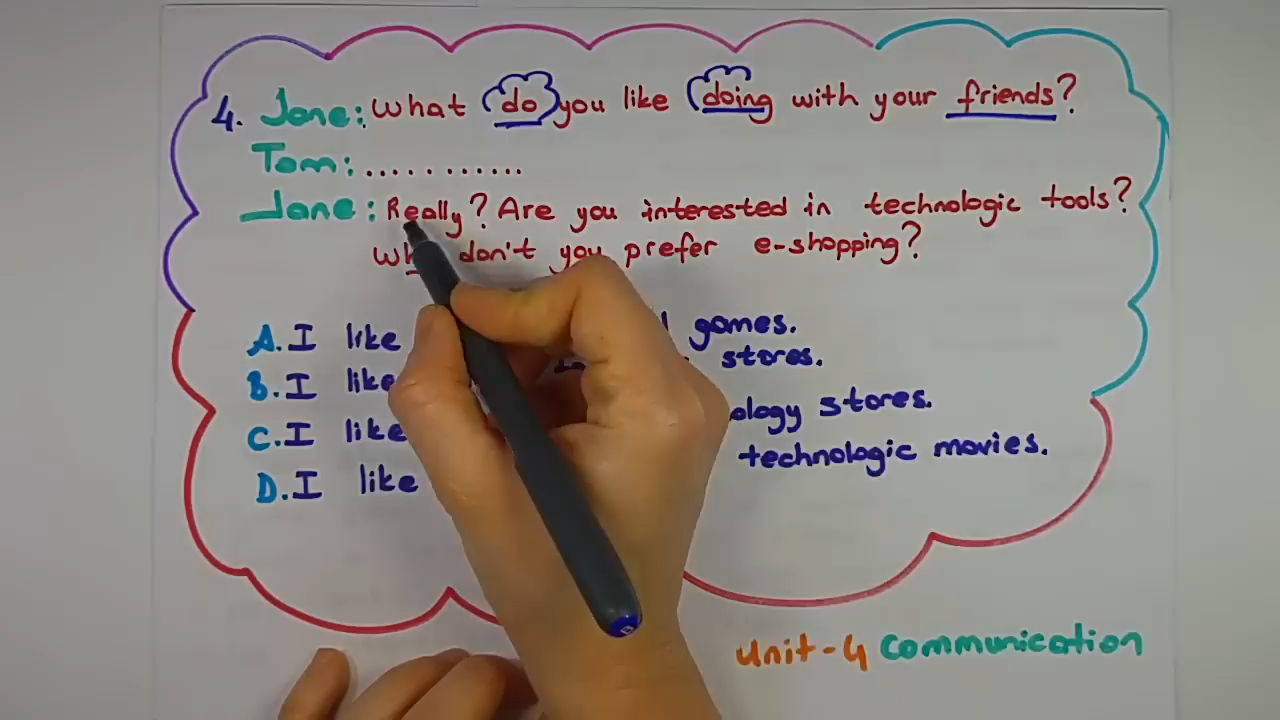 4. Jane: What do you like doing with your friends?
Tom: ...........
Jane: Really? Are you interested in technologic tools?
don't you prefer e-shopping?
A. I like games.
B. I like stores.
C. I like stores.
D. I like technologic movies.
Unit-4 Communication